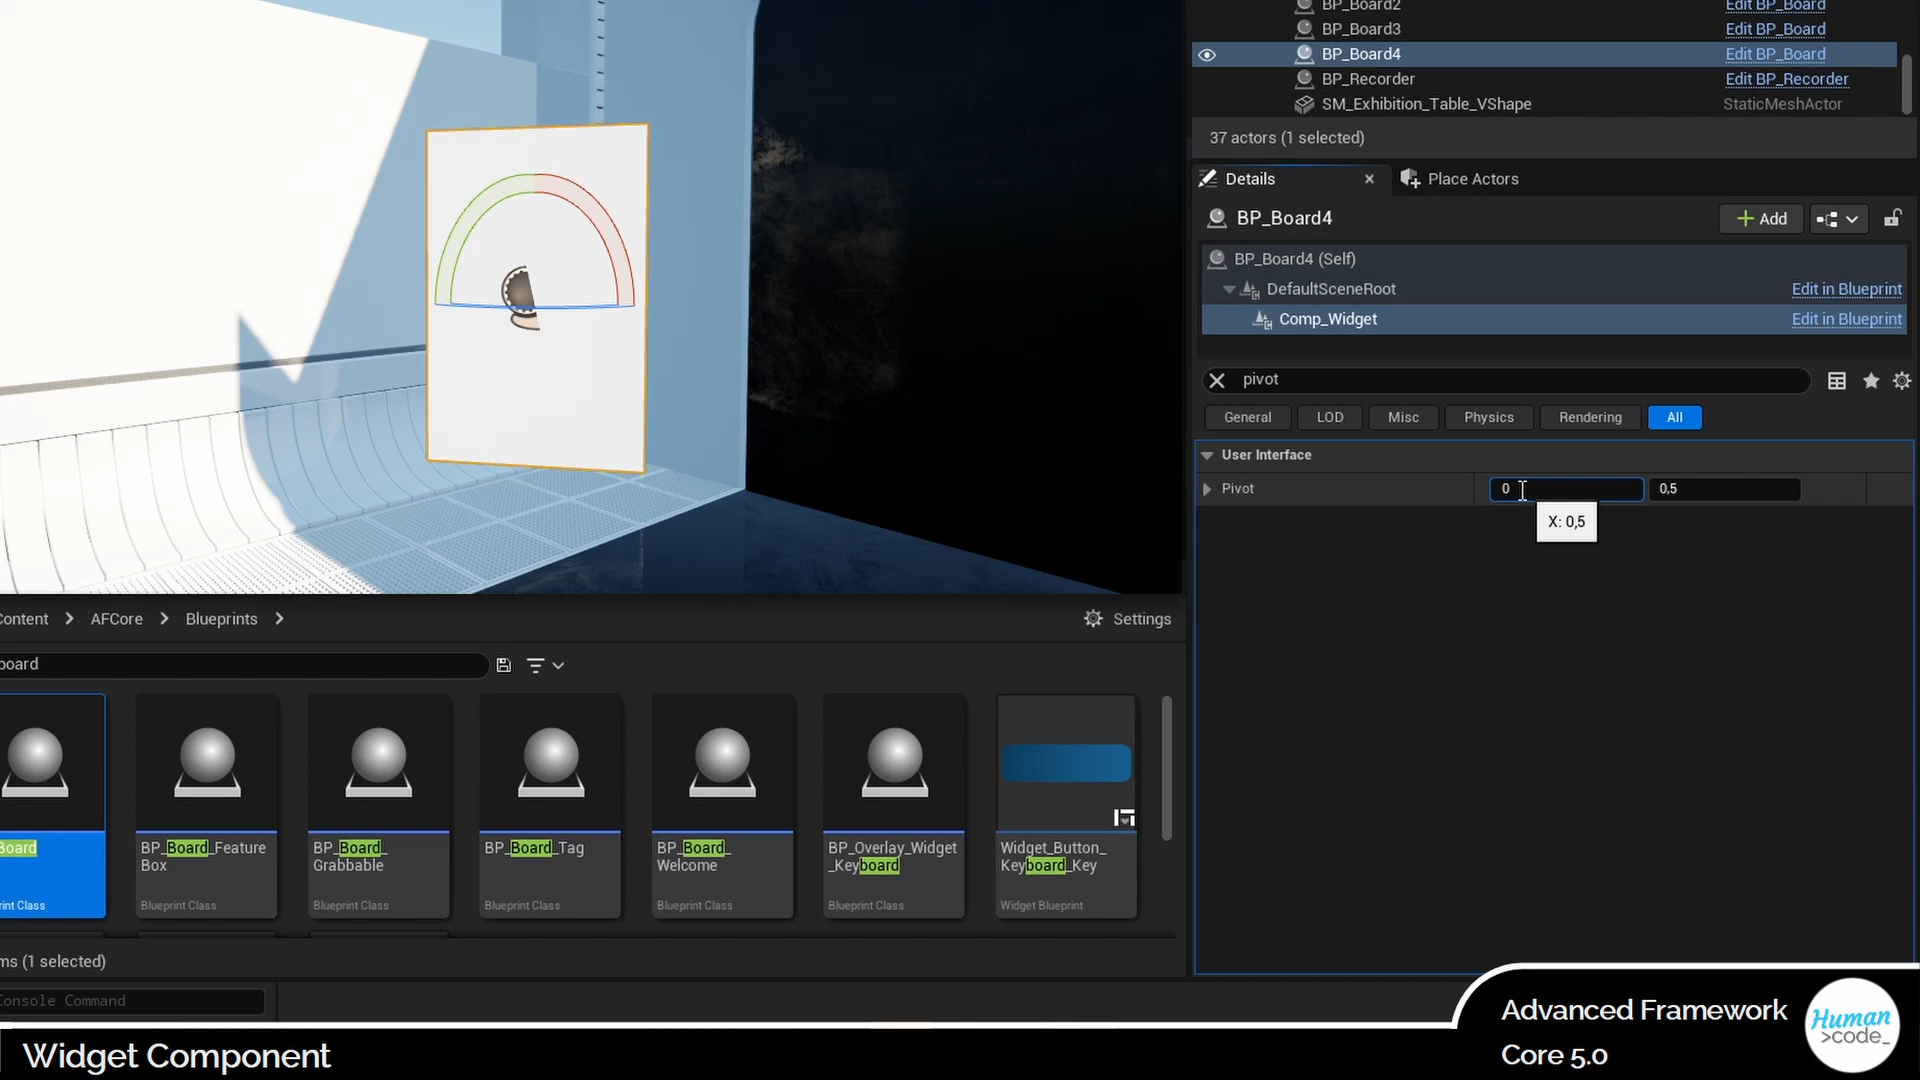 BP_Board2 Edit BP_Board
BP_Board3 Edit BP_Board
BP_Board4 Edit BP_Board
BP_Recorder Edit BP_Recorder
SM_Exhibition_Table_VShape StaticMeshActor
37 actors (1 selected)
Details Place Actors
BP_Board4 Add
BP_Board4 (Self)
DefaultSceneRoot Edit in Blueprint
Comp_Widget Edit in Blueprint
pivot
General LOD Misc Physics Rendering All
User Interface
Pivot 0 0,5
X: 0,5
Content AFCore Blueprints Settings
board
Board
BP_Board_Feature
Box
BP_Board_
Grabbable
BP_Board_Tag
BP_Board_
Welcome
BP_Overlay_Widget
_Keyboard
Widget_Button_
Keyboard_Key
int Class Blueprint Class Blueprint Class Blueprint Class Blueprint Class Blueprint Class Widget Blueprint
ms (1 selected)
Console Command
Widget Component
Advanced Framework
Core 5.0
Human
>code_